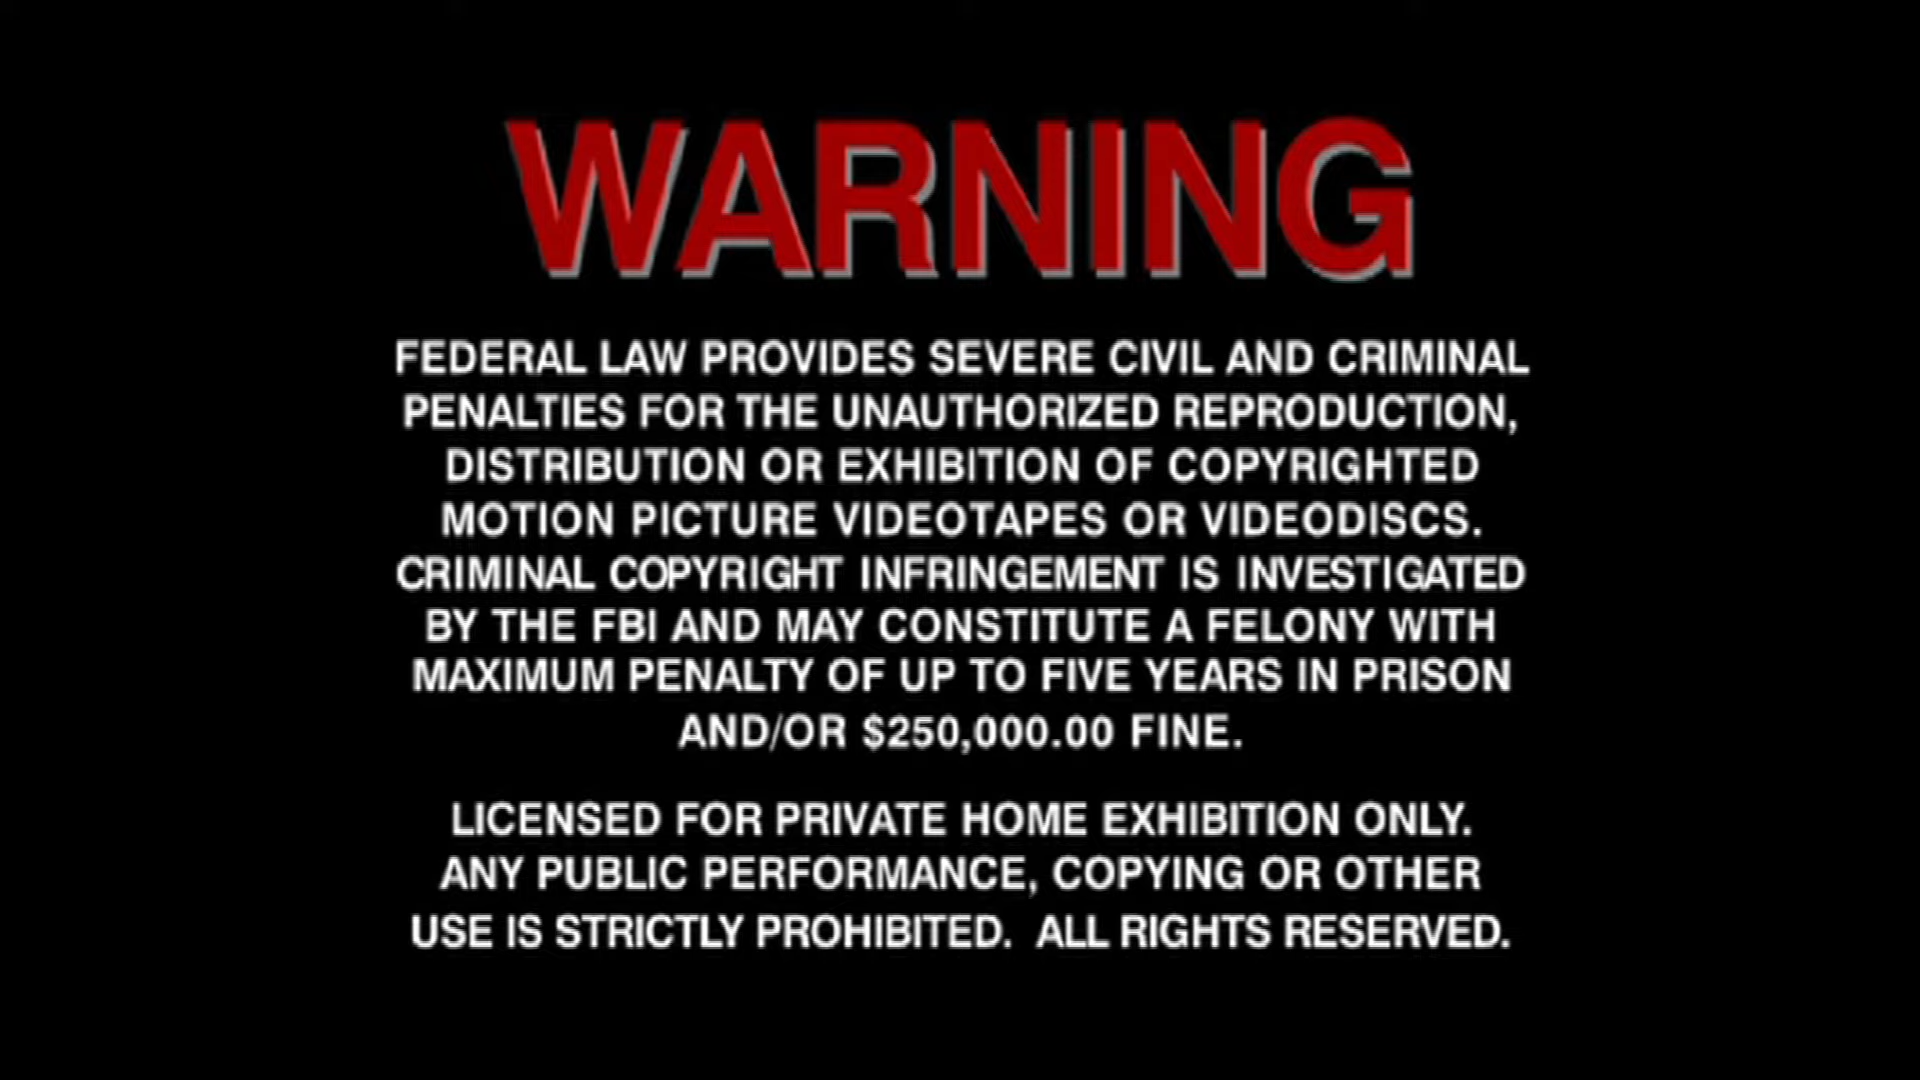 WARNING
FEDERAL LAW PROVIDES SEVERE CIVIL AND CRIMINAL
PENALTIES FOR THE UNAUTHORIZED REPRODUCTION,
DISTRIBUTION OR EXHIBITION OF COPYRIGHTED
MOTION PICTURE VIDEOTAPES OR VIDEODISCS.
CRIMINAL COPYRIGHT INFRINGEMENT IS INVESTIGATED
BY THE FBI AND MAY CONSTITUTE A FELONY WITH
MAXIMUM PENALTY OF UP TO FIVE YEARS IN PRISON
AND/OR $250,000.00 FINE.
LICENSED FOR PRIVATE HOME EXHIBITION ONLY.
ANY PUBLIC PERFORMANCE, COPYING OR OTHER
USE IS STRICTLY PROHIBITED. ALL RIGHTS RESERVED.